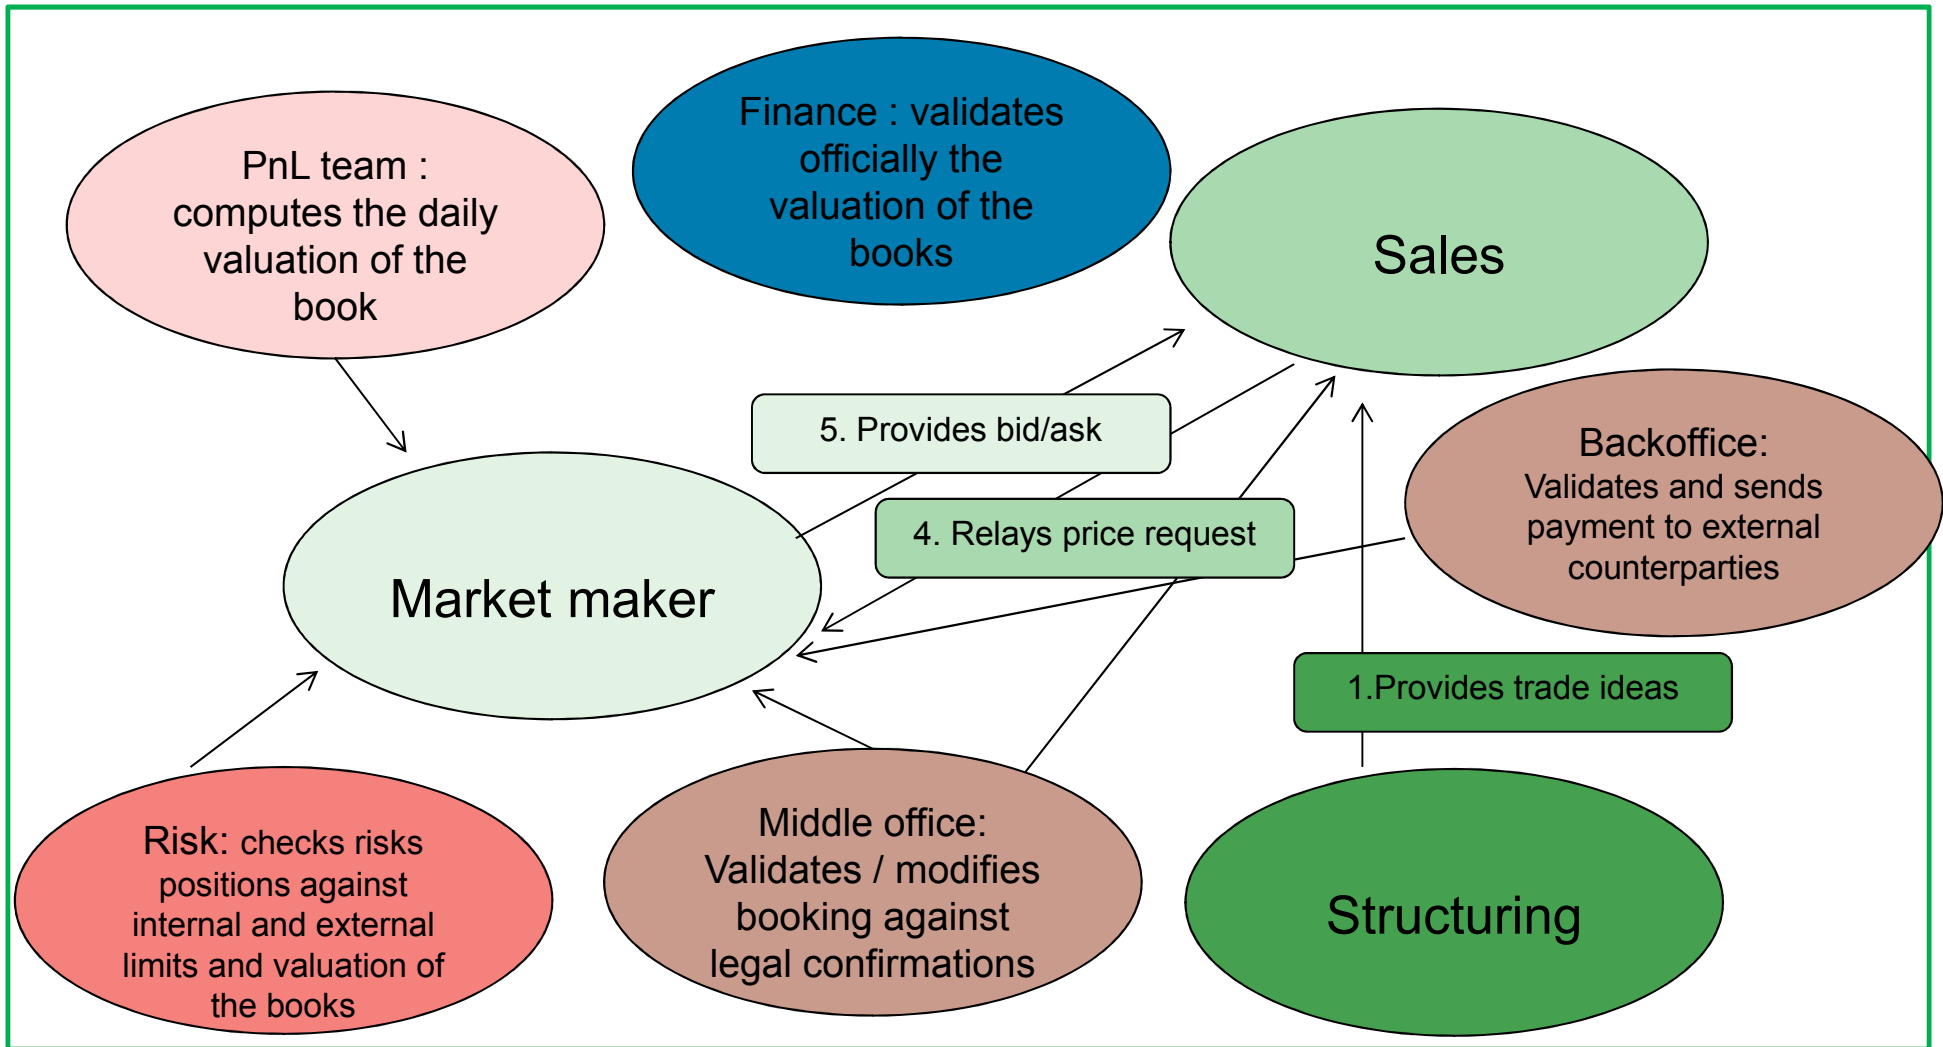 PnL team :
computes the daily
valuation of the
book
Finance : validates
officially the
valuation of the
books
Sales
5. Provides bid/ask
Backoffice:
Validates and sends
payment to external
counterparties
4. Relays price request
Market maker
1.Provides trade ideas
Risk: checks risks
positions against
internal and external
limits and valuation of
the books
Middle office:
Validates / modifies
booking against
legal confirmations
Structuring